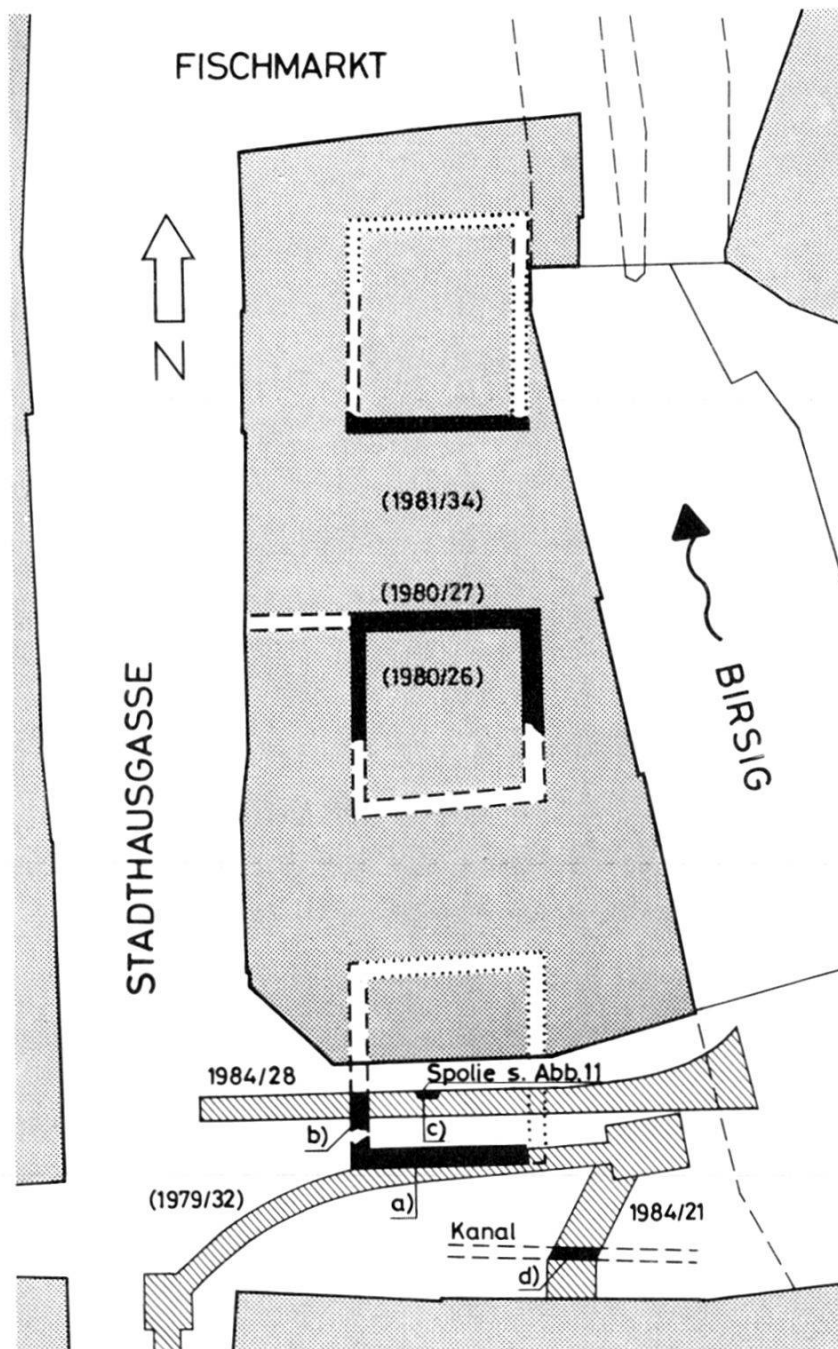 FISCHMARKT
N
(1981/34)
(1980/27)
(1980/26)
BIRSIG
STADTHAUSGASSE
1984/28
Spolie s. Abb.11
b)
c)
(1979/32)
a)
1984/21
Kanal
d)